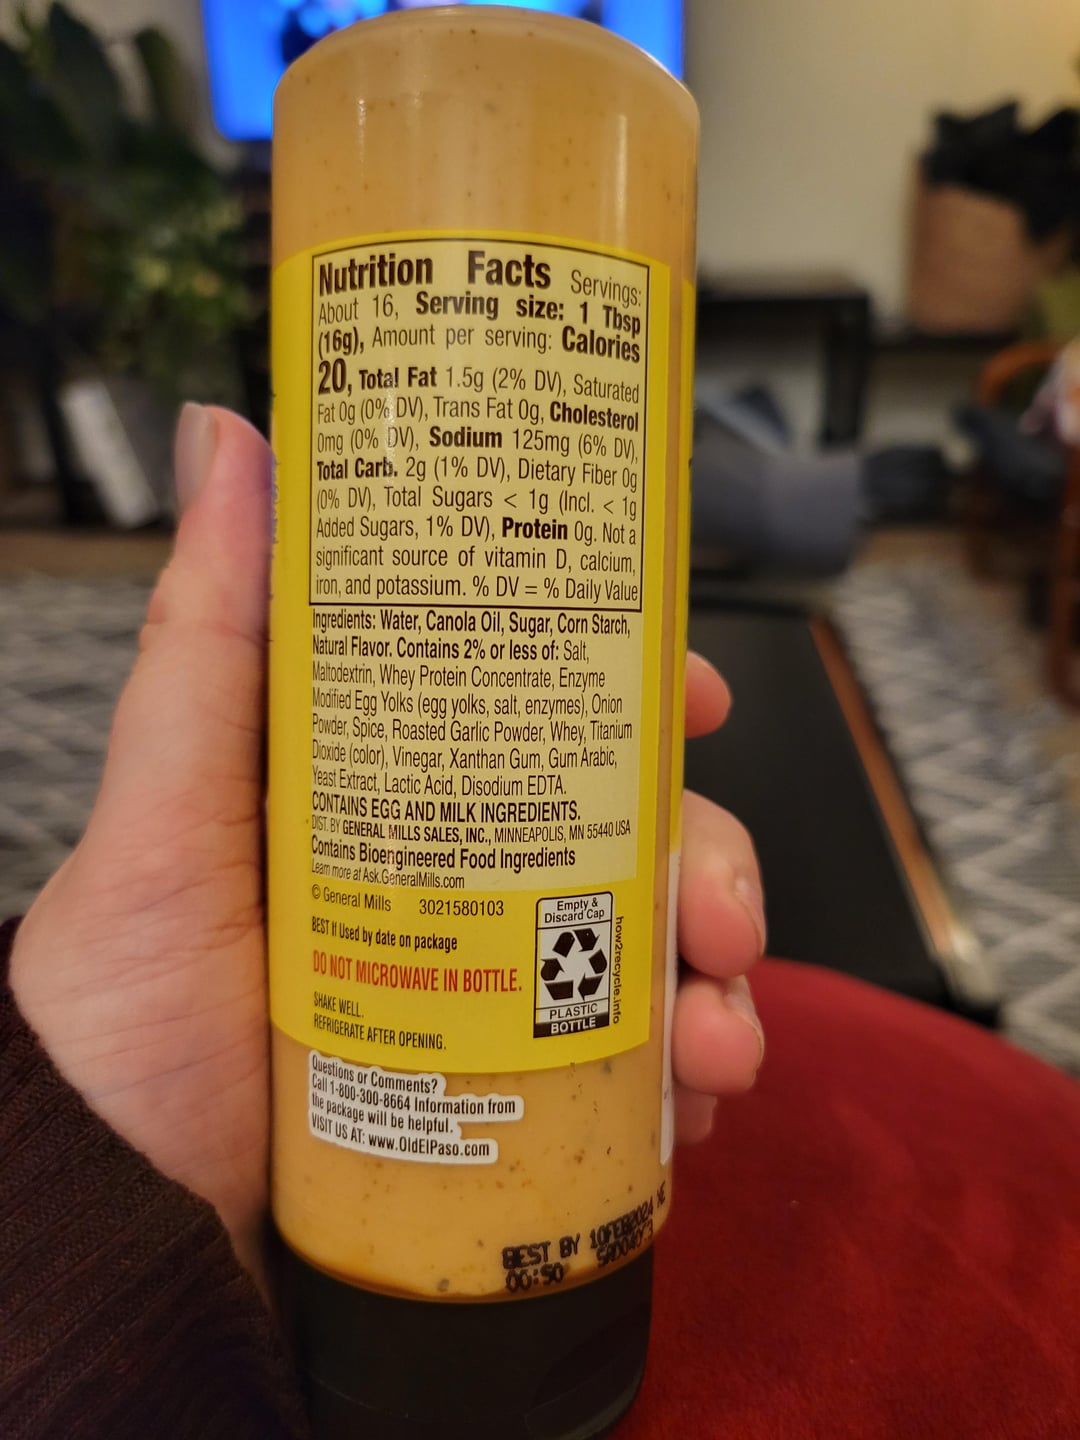 Nutrition Facts Servings:
About 16, Serving size: 1 Tbsp
(16g), Amount per serving: Calories
20, Total Fat 1.5g (2% DV), Saturated
Fat 0g (0% DV), Trans Fat 0g, Cholesterol
0mg (0% DV), Sodium 125mg (6% DV),
Total Carb. 2g (1% DV), Dietary Fiber 0g
(0% DV), Total Sugars < 1g (Incl. < 1g
Added Sugars, 1% DV), Protein 0g. Not a
significant source of vitamin D, calcium,
iron, and potassium. % DV = % Daily Value
Ingredients: Water, Canola Oil, Sugar, Corn Starch,
Natural Flavor. Contains 2% or less of: Salt,
Maltodextrin, Whey Protein Concentrate, Enzyme
Modified Egg Yolks (egg yolks, salt, enzymes), Onion
Powder, Spice, Roasted Garlic Powder, Whey, Titanium
Dioxide (color), Vinegar, Xanthan Gum, Gum Arabic,
Yeast Extract, Lactic Acid, Disodium EDTA.
CONTAINS EGG AND MILK INGREDIENTS.
DIST. BY GENERAL MILLS SALES, INC., MINNEAPOLIS, MN 55440 USA
Contains Bioengineered Food Ingredients
Learn more at Ask.GeneralMills.com
© General Mills 3021580103
BEST If Used by date on package
DO NOT MICROWAVE IN BOTTLE.
SHAKE WELL.
REFRIGERATE AFTER OPENING.
Empty &
Discard Cap
PLASTIC
BOTTLE
how2recycle.info
Questions or Comments?
Call 1-800-300-8664 Information from
the package will be helpful.
VISIT US AT: www.OldElPaso.com
BEST BY 10FEB2024
00:50